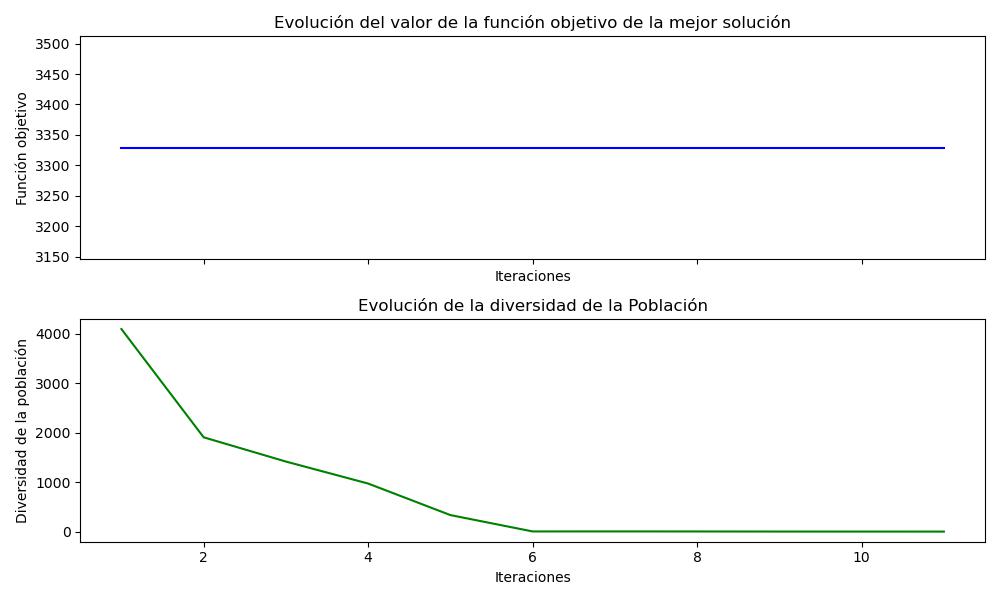 Evolución del valor de la función objetivo de la mejor solución
3500
3450
3400
3350
3300
3250
3200
3150
Función objetivo
Iteraciones
Evolución de la diversidad de la Población
4000
3000
2000
1000
0
Diversidad de la población
2 4 6 8 10
Iteraciones